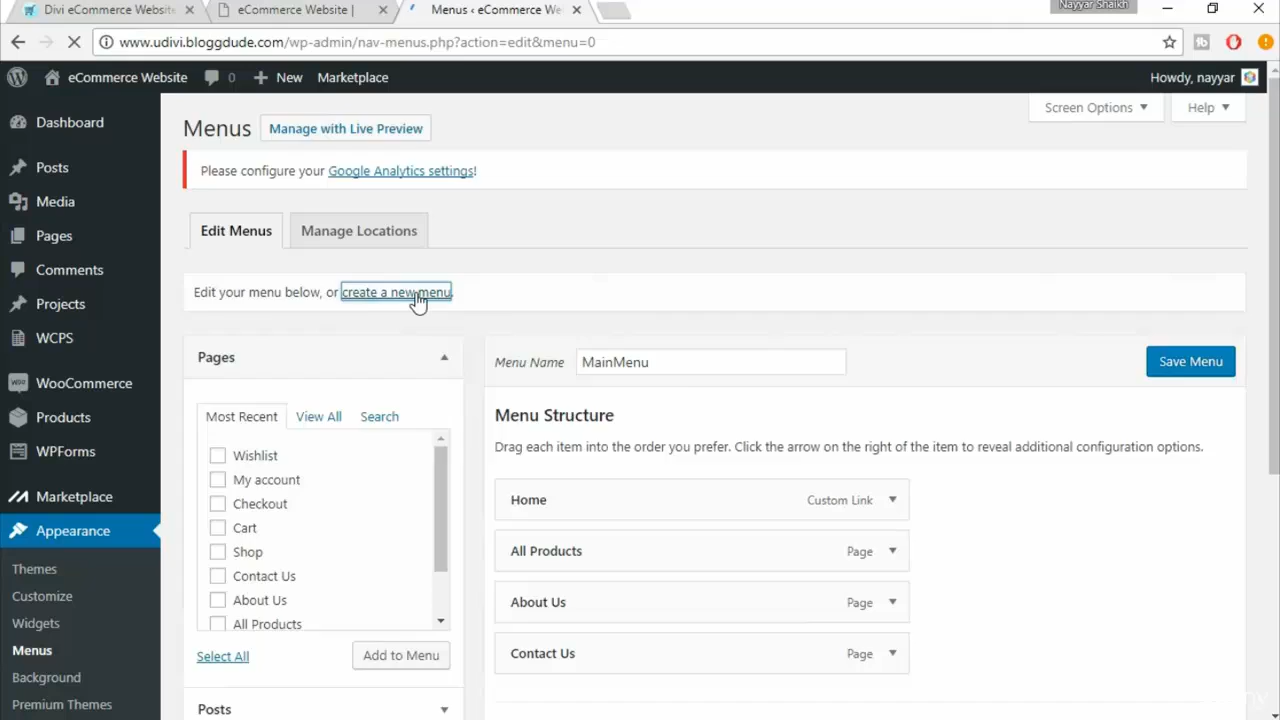 Divi eCommerce Website
eCommerce Website |
Menus ‹ eCommerce We
Nayyar Shaikh
www.udivi.bloggdude.com/wp-admin/nav-menus.php?action=edit&menu=0
eCommerce Website
0
New
Marketplace
Howdy, nayyar
Dashboard
Posts
Media
Pages
Comments
Projects
WCPS
WooCommerce
Products
WPForms
Marketplace
Appearance
Themes
Customize
Widgets
Menus
Background
Premium Themes
Screen Options
Help
Menus
Manage with Live Preview
Please configure your Google Analytics settings!
Edit Menus
Manage Locations
Edit your menu below, or create a new menu.
Pages
Most Recent
View All
Search
Wishlist
My account
Checkout
Cart
Shop
Contact Us
About Us
All Products
Select All
Add to Menu
Posts
Menu Name
MainMenu
Save Menu
Menu Structure
Drag each item into the order you prefer. Click the arrow on the right of the item to reveal additional configuration options.
Home
Custom Link
All Products
Page
About Us
Page
Contact Us
Page